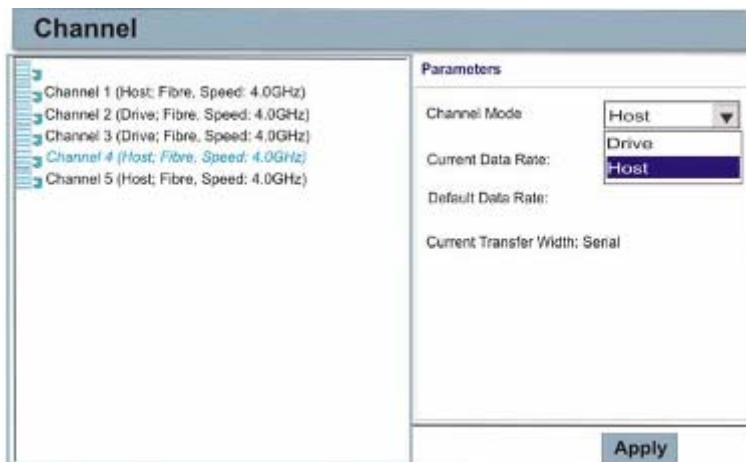 Channel
Channel 1 (Host; Fibre, Speed: 4.0GHz)
Channel 2 (Drive; Fibre, Speed: 4.0GHz)
Channel 3 (Drive; Fibre, Speed: 4.0GHz)
Channel 4 (Host; Fibre, Speed: 4.0GHz)
Channel 5 (Host; Fibre, Speed: 4.0GHz)
Parameters
Channel Mode
Host
Drive
Host
Current Data Rate:
Default Data Rate:
Current Transfer Width: Serial
Apply